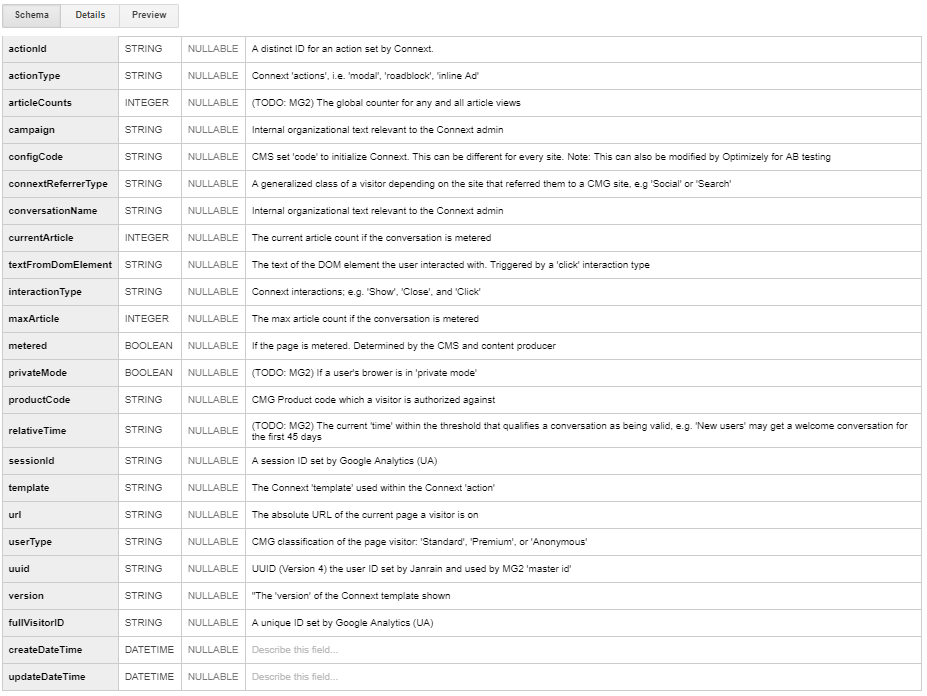 Schema Details Preview
actionId STRING NULLABLE A distinct ID for an action set by Connext.
actionType STRING NULLABLE Connext 'actions', i.e. 'modal', 'roadblock', 'inline Ad'
articleCounts INTEGER NULLABLE (TODO: MG2) The global counter for any and all article views
campaign STRING NULLABLE Internal organizational text relevant to the Connext admin
configCode STRING NULLABLE CMS set 'code' to initialize Connext. This can be different for every site. Note: This can also be modified by Optimizely for AB testing
connextReferrerType STRING NULLABLE A generalized class of a visitor depending on the site that referred them to a CMG site, e.g 'Social' or 'Search'
conversationName STRING NULLABLE Internal organizational text relevant to the Connext admin
currentArticle INTEGER NULLABLE The current article count if the conversation is metered
textFromDomElement STRING NULLABLE The text of the DOM element the user interacted with. Triggered by a 'click' interaction type
interactionType STRING NULLABLE Connext interactions; e.g. 'Show', 'Close', and 'Click'
maxArticle INTEGER NULLABLE The max article count if the conversation is metered
metered BOOLEAN NULLABLE If the page is metered. Determined by the CMS and content producer
privateMode BOOLEAN NULLABLE (TODO: MG2) If a user's brower is in 'private mode'
productCode STRING NULLABLE CMG Product code which a visitor is authorized against
relativeTime STRING NULLABLE (TODO: MG2) The current 'time' within the threshold that qualifies a conversation as being valid, e.g. 'New users' may get a welcome conversation for
the first 45 days
sessionId STRING NULLABLE A session ID set by Google Analytics (UA)
template STRING NULLABLE The Connext 'template' used within the Connext 'action'
url STRING NULLABLE The absolute URL of the current page a visitor is on
userType STRING NULLABLE CMG classification of the page visitor: 'Standard', 'Premium', or 'Anonymous'
uuid STRING NULLABLE UUID (Version 4) the user ID set by Janrain and used by MG2 'master id'
version STRING NULLABLE "The 'version' of the Connext template shown
fullVisitorID STRING NULLABLE A unique ID set by Google Analytics (UA)
createDateTime DATETIME NULLABLE Describe this field...
updateDateTime DATETIME NULLABLE Describe this field...